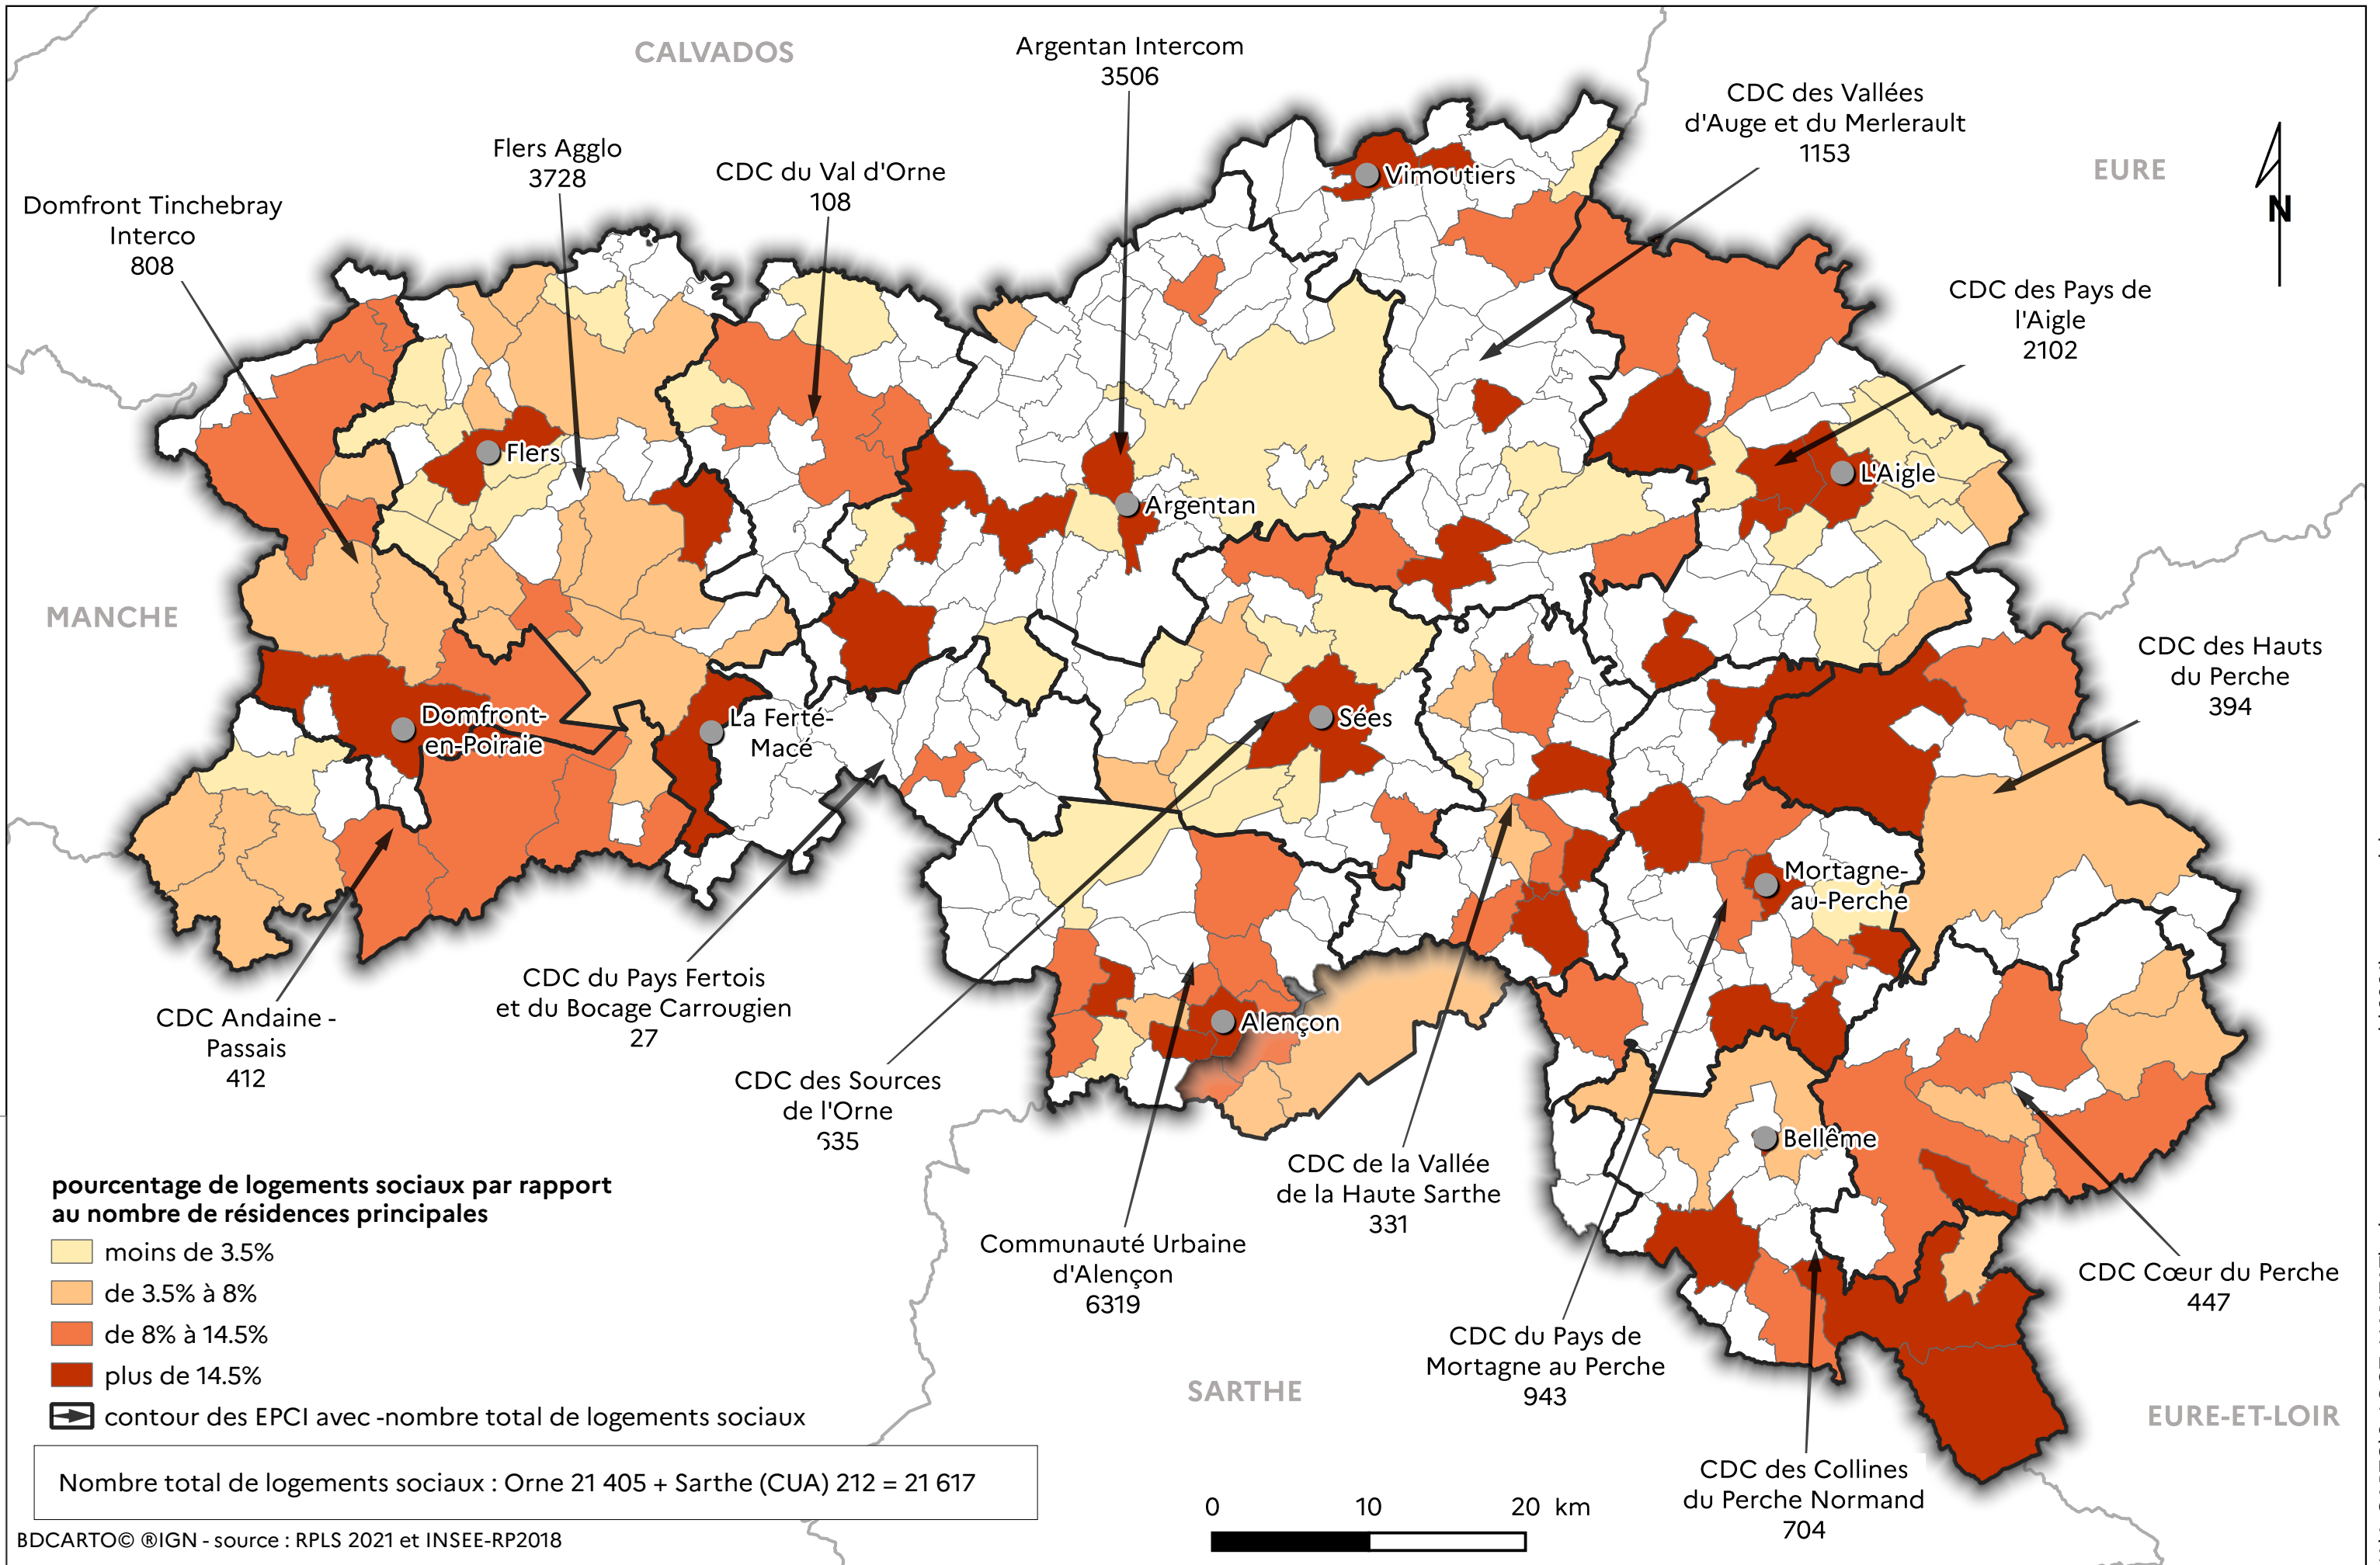 CALVADOS
Argentan Intercom
3506
CDC des Vallées
d'Auge et du Merlerault
1153
EURE
N
Flers Agglo
3728
CDC du Val d'Orne
108
Domfront Tinchebray
Interco
808
Vimoutiers
CDC des Pays de
l'Aigle
2102
Flers
L'Aigle
Argentan
MANCHE
CDC des Hauts
du Perche
394
Domfront-
en-Poiraie
La Ferté-
Macé
Sées
Mortagne-
au-Perche
CDC du Pays Fertois
et du Bocage Carrougien
27
CDC Andaine -
Passais
412
Alençon
CDC des Sources
de l'Orne
635
Bellême
CDC de la Vallée
de la Haute Sarthe
331
Communauté Urbaine
d'Alençon
6319
CDC Cœur du Perche
447
CDC du Pays de
Mortagne au Perche
943
SARTHE
EURE-ET-LOIR
CDC des Collines
du Perche Normand
704
pourcentage de logements sociaux par rapport
au nombre de résidences principales
moins de 3.5%
de 3.5% à 8%
de 8% à 14.5%
plus de 14.5%
contour des EPCI avec -nombre total de logements sociaux
Nombre total de logements sociaux : Orne 21 405 + Sarthe (CUA) 212 = 21 617
0 10 20 km
BDCARTO© ®IGN - source : RPLS 2021 et INSEE-RP2018